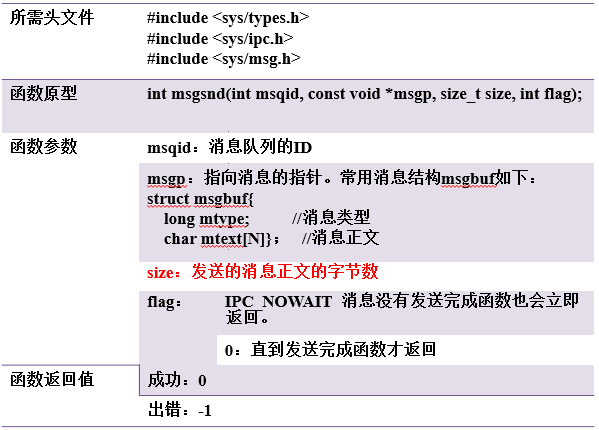 所需头文件
#include <sys/types.h>
#include <sys/ipc.h>
#include <sys/msg.h>
函数原型
int msgsnd(int msqid, const void *msgp, size_t size, int flag);
函数参数
msqid：消息队列的ID
msgp：指向消息的指针。常用消息结构msgbuf如下：
struct msgbuf{
long mtype; //消息类型
char mtext[N]}； //消息正文
size：发送的消息正文的字节数
flag：
IPC_NOWAIT 消息没有发送完成函数也会立即
返回。
0：直到发送完成函数才返回
函数返回值
成功：0
出错：-1